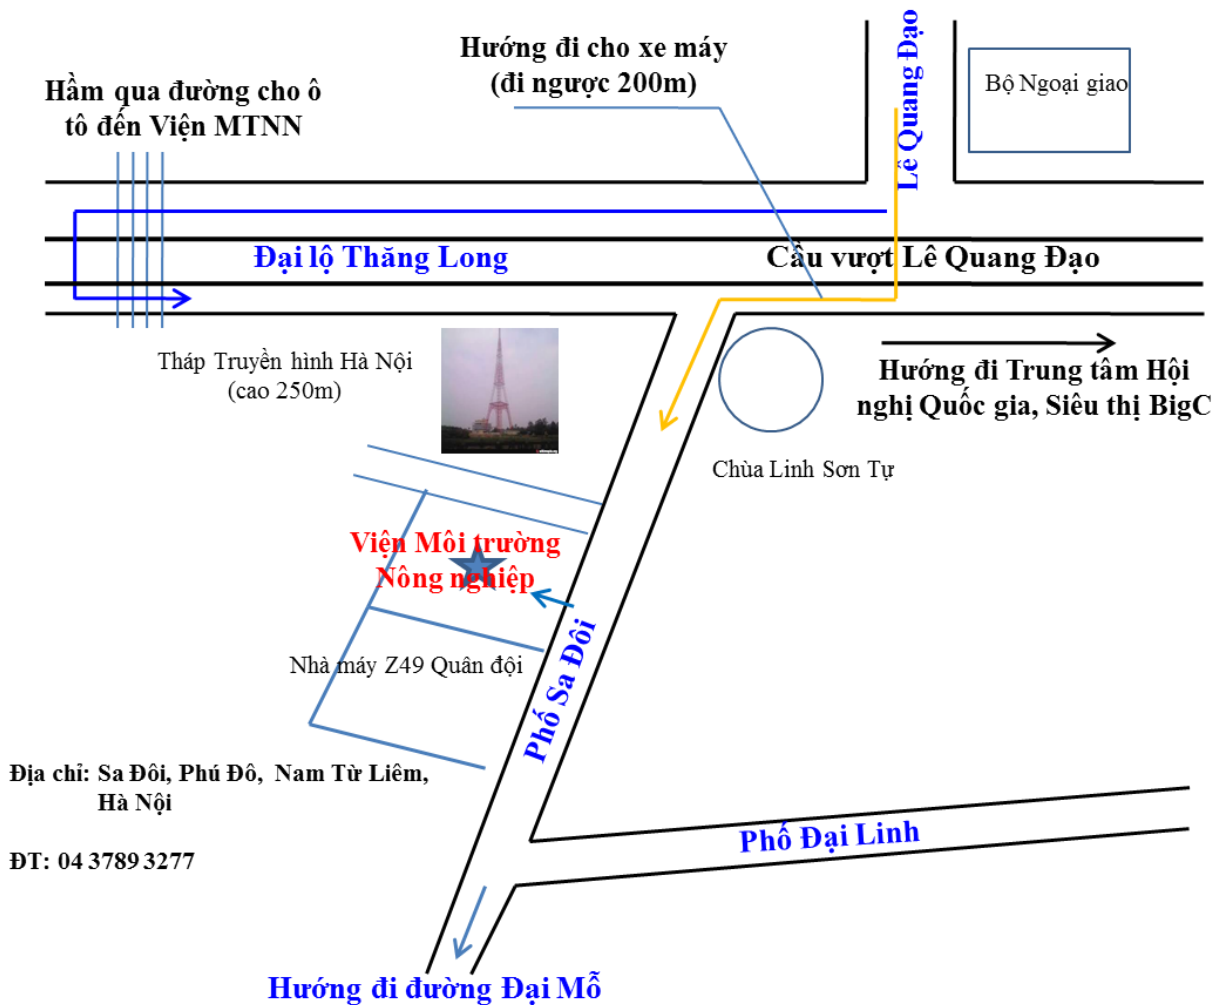 Hướng đi cho xe máy
(đi ngược 200m)
Lê Quang Đạo
Bộ Ngoại giao
Hầm qua đường cho ô
tô đến Viện MTNN
Đại lộ Thăng Long
Cầu vượt Lê Quang Đạo
Tháp Truyền hình Hà Nội
(cao 250m)
Hướng đi Trung tâm Hội
nghị Quốc gia, Siêu thị BigC
Chùa Linh Sơn Tự
Viện Môi trường
Nông nghiệp
Nhà máy Z49 Quân đội
Phố Sa Đôi
Địa chỉ: Sa Đôi, Phú Đô, Nam Từ Liêm,
Hà Nội
Phố Đại Linh
ĐT: 04 3789 3277
Hướng đi đường Đại Mỗ